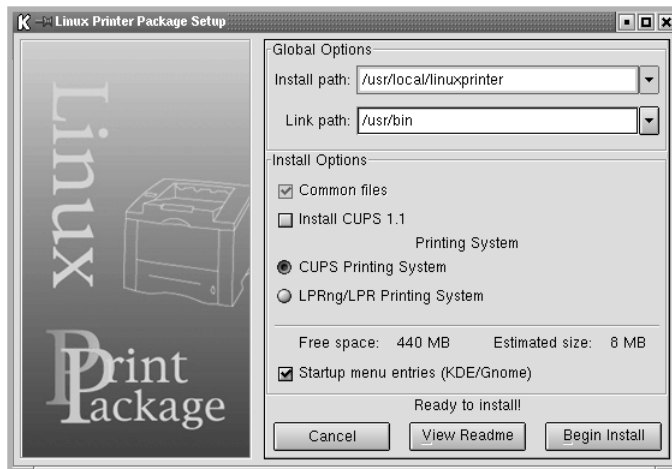 Linux Printer Package Setup
Linux
Print
Package
Global Options
Install path: /usr/local/linuxprinter
Link path: /usr/bin
Install Options
Common files
Install CUPS 1.1
Printing System
CUPS Printing System
LPRng/LPR Printing System
Free space: 440 MB Estimated size: 8 MB
Startup menu entries (KDE/Gnome)
Ready to install!
Cancel View Readme Begin Install